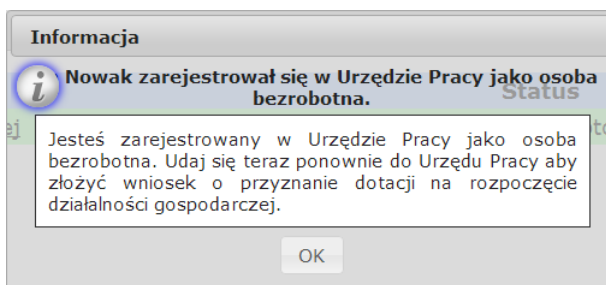 Informacja
Nowak zarejestrował się w Urzędzie Pracy jako osoba
bezrobotna.
Status
Jesteś zarejestrowany w Urzędzie Pracy jako osoba
bezrobotna. Udaj się teraz ponownie do Urzędu Pracy aby
złożyć wniosek o przyznanie dotacji na rozpoczęcie
działalności gospodarczej.
OK